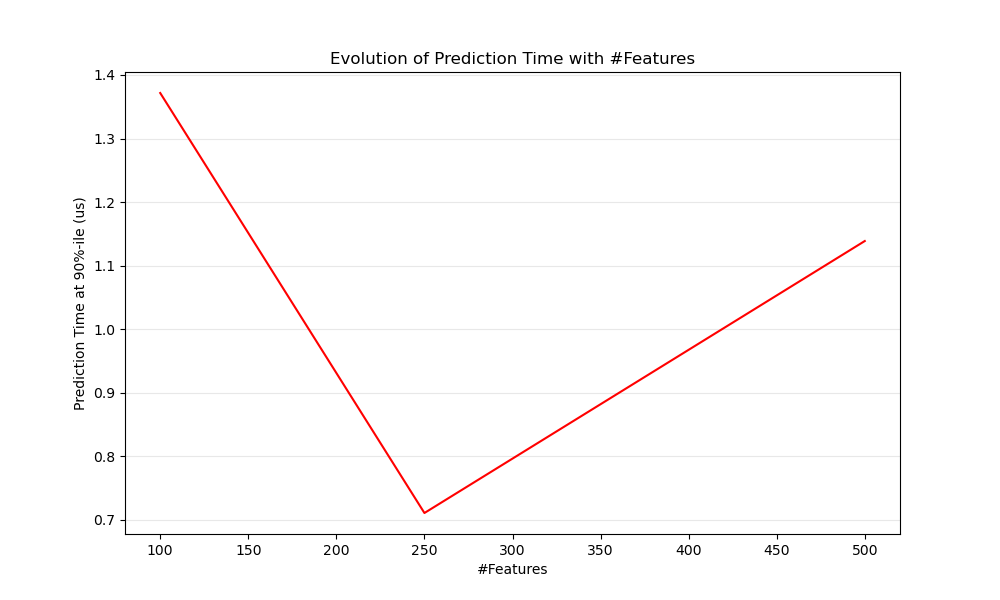 Evolution of Prediction Time with #Features
Prediction Time at 90%-ile (us)
1.4
1.3
1.2
1.1
1.0
0.9
0.8
0.7
100 150 200 250 300 350 400 450 500
#Features